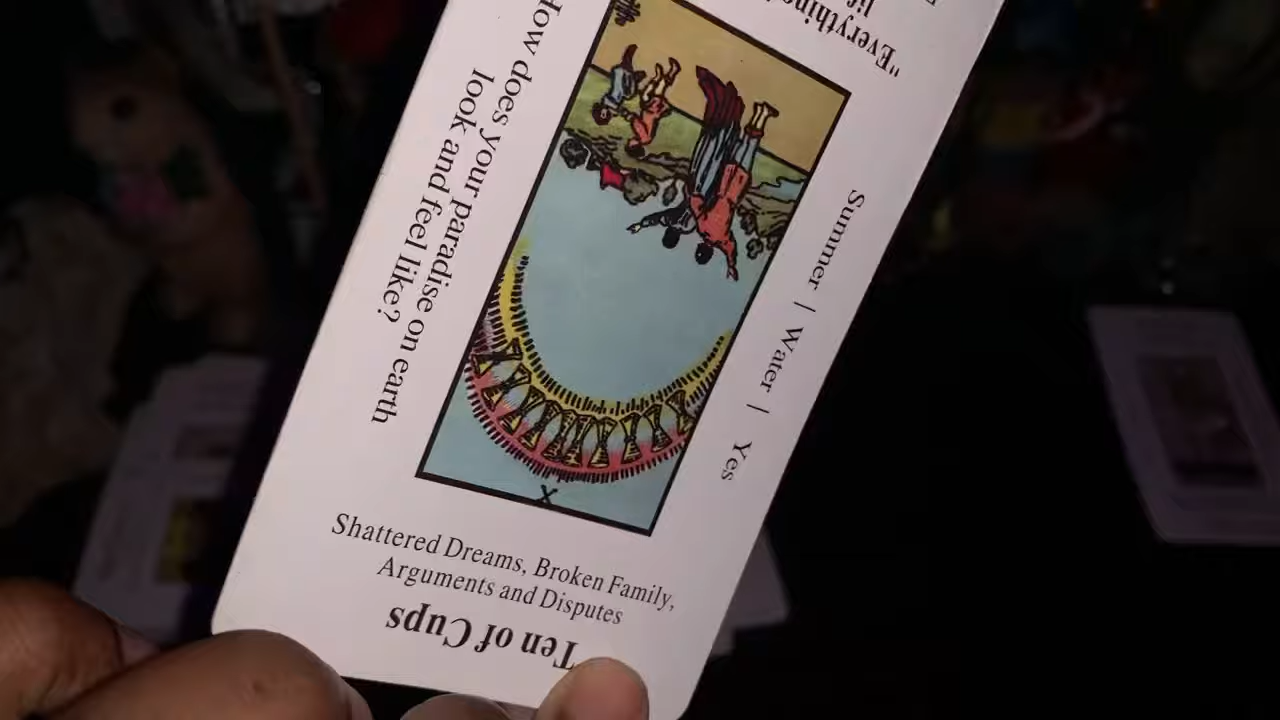 "Everything
How does your paradise on earth
look and feel like?
Summer | Water | Yes
X
Shattered Dreams, Broken Family,
Arguments and Disputes
Ten of Cups